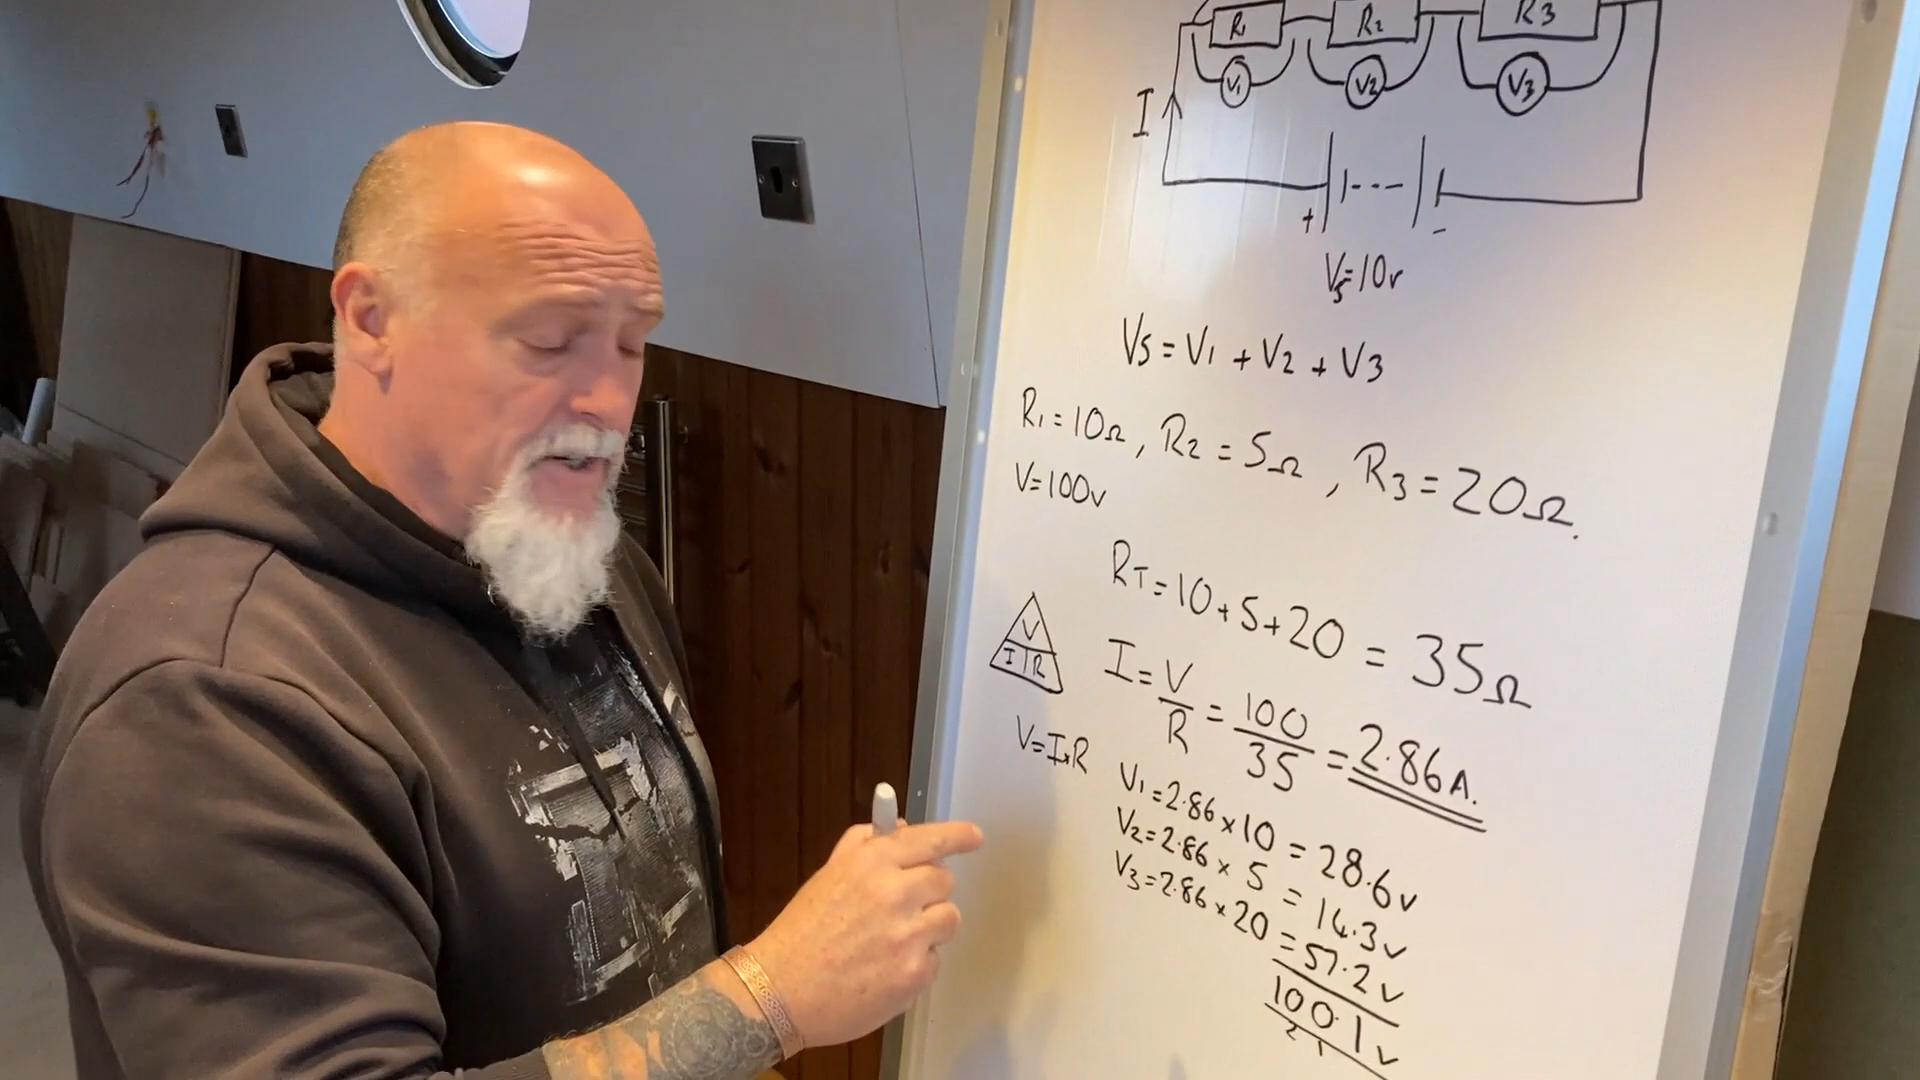 R1 R2 R3
V1 V2 V3
I
+ -
Vs=10v
Vs = V1 + V2 + V3
R1 = 10Ω, R2 = 5Ω, R3 = 20Ω.
V=100v
RT = 10+5+20 = 35Ω
V
I R
I = V/R = 100/35 = 2.86A.
V=I×R
V1 = 2.86 × 10 = 28.6v
V2 = 2.86 × 5 = 14.3v
V3 = 2.86 × 20 = 57.2v
100.1v
2 1